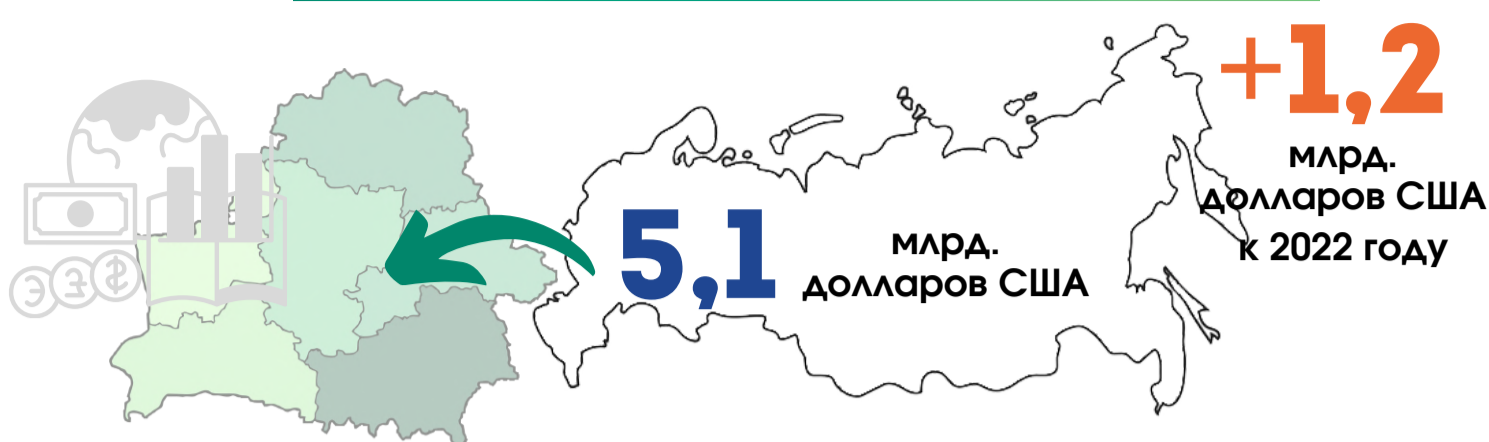 +1,2
млрд.
долларов США
к 2022 году
5,1
млрд.
долларов США